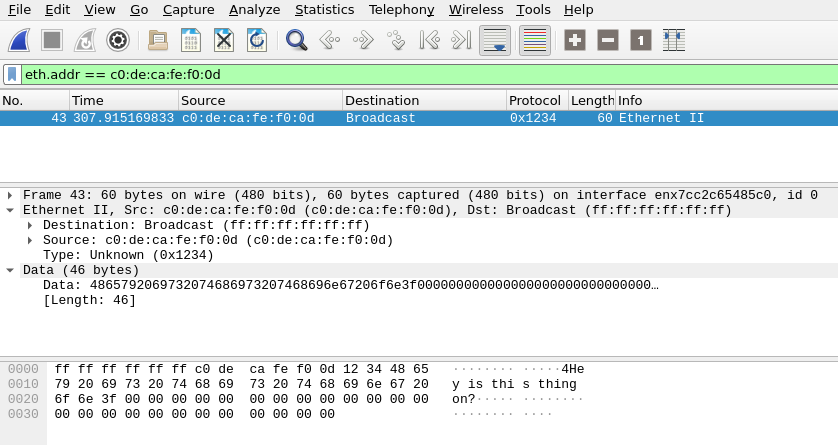 File Edit View Go Capture Analyze Statistics Telephony Wireless Tools Help
eth.addr == c0:de:ca:fe:f0:0d
No. Time Source Destination Protocol Length Info
43 307.915169833 c0:de:ca:fe:f0:0d Broadcast 0x1234 60 Ethernet II
Frame 43: 60 bytes on wire (480 bits), 60 bytes captured (480 bits) on interface enx7cc2c65485c0, id 0
Ethernet II, Src: c0:de:ca:fe:f0:0d (c0:de:ca:fe:f0:0d), Dst: Broadcast (ff:ff:ff:ff:ff:ff)
Destination: Broadcast (ff:ff:ff:ff:ff:ff)
Source: c0:de:ca:fe:f0:0d (c0:de:ca:fe:f0:0d)
Type: Unknown (0x1234)
Data (46 bytes)
Data: 4865792069732074686973207468696e67206f6e3f000000000000000000000000000000…
[Length: 46]
0000 ff ff ff ff ff ff c0 de ca fe f0 0d 12 34 48 65 ········ ·····4He
0010 79 20 69 73 20 74 68 69 73 20 74 68 69 6e 67 20 y is thi s thing
0020 6f 6e 3f 00 00 00 00 00 00 00 00 00 00 00 00 00 on?····· ········
0030 00 00 00 00 00 00 00 00 00 00 00 00 ········ ····